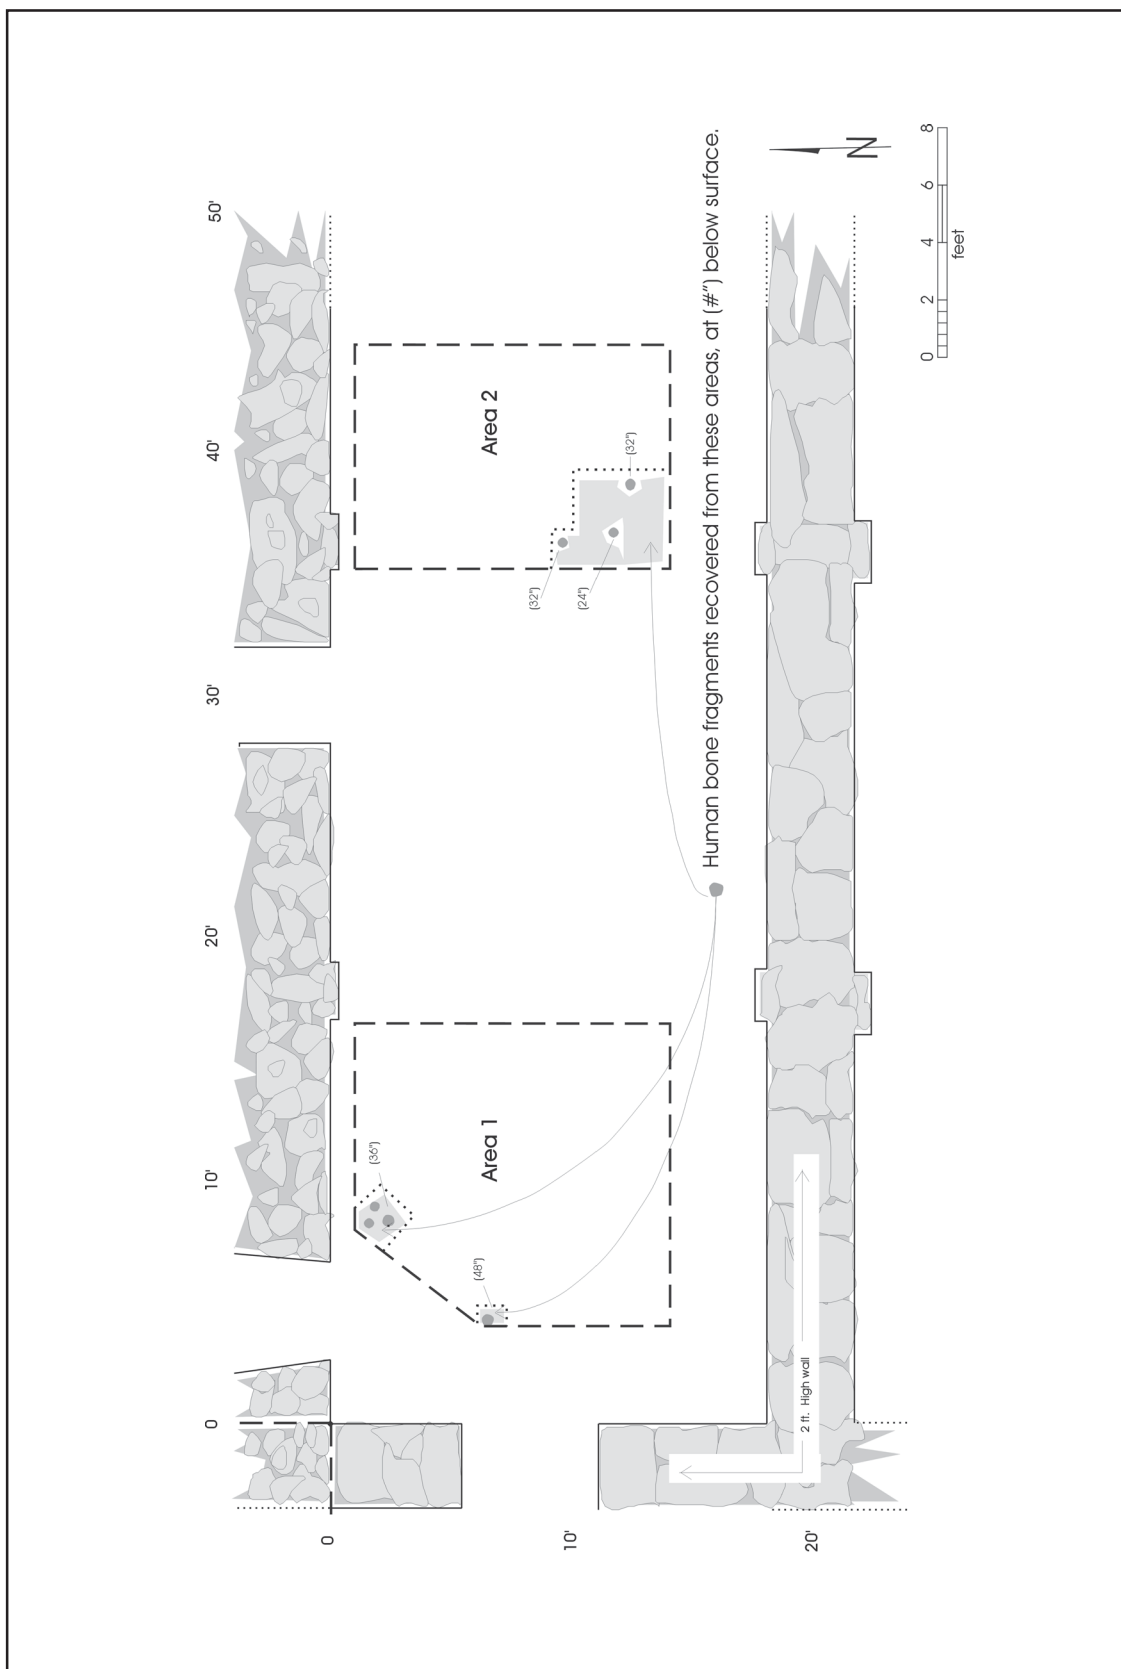 0
10'
20'
30'
40'
50'
0
10'
20'
Area 1
(36")
(48")
Area 2
(32")
(24")
(32")
Human bone fragments recovered from these areas, at (#") below surface.
2 ft. High wall
N
0 2 4 6 8
feet